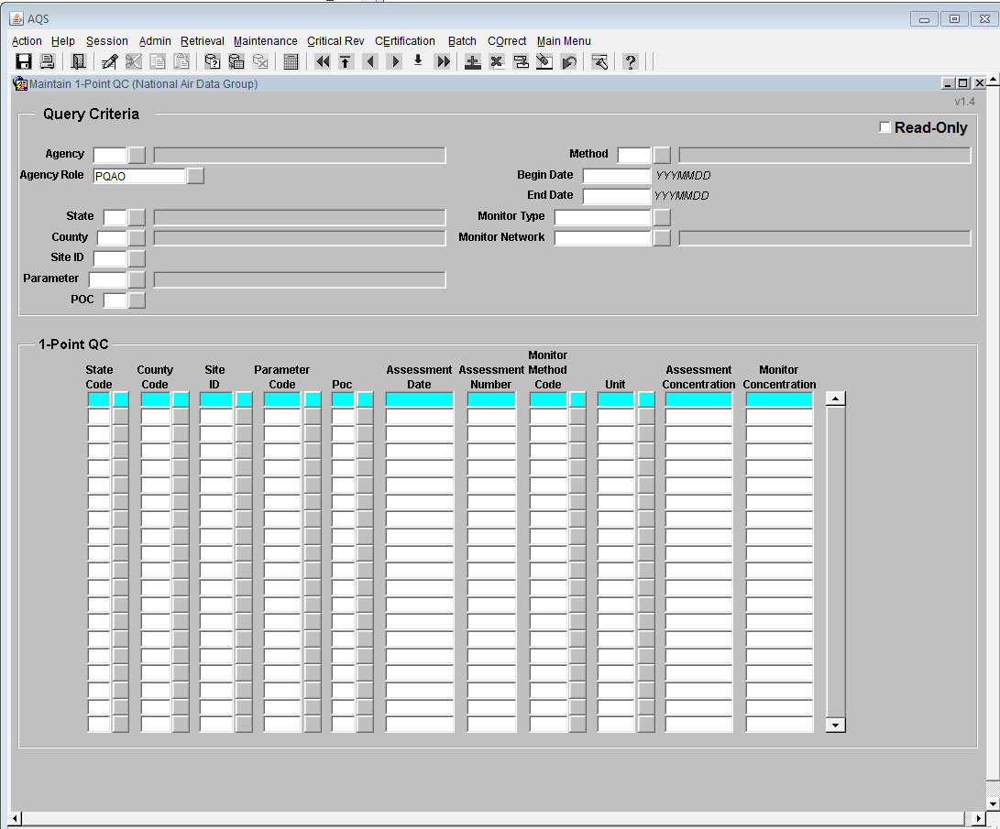 AQS
Action Help Session Admin Retrieval Maintenance Critical Rev CErtification Batch COrrect Main Menu
Maintain 1-Point QC (National Air Data Group)
v1.4
Query Criteria
Read-Only
Agency Method
Agency Role PQAO Begin Date YYYMMDD
End Date YYYMMDD
State Monitor Type
County Monitor Network
Site ID
Parameter
POC
1-Point QC
State Code County Code Site ID Parameter Code Poc Assessment Date Assessment Number Monitor Method Code Unit Assessment Concentration Monitor Concentration